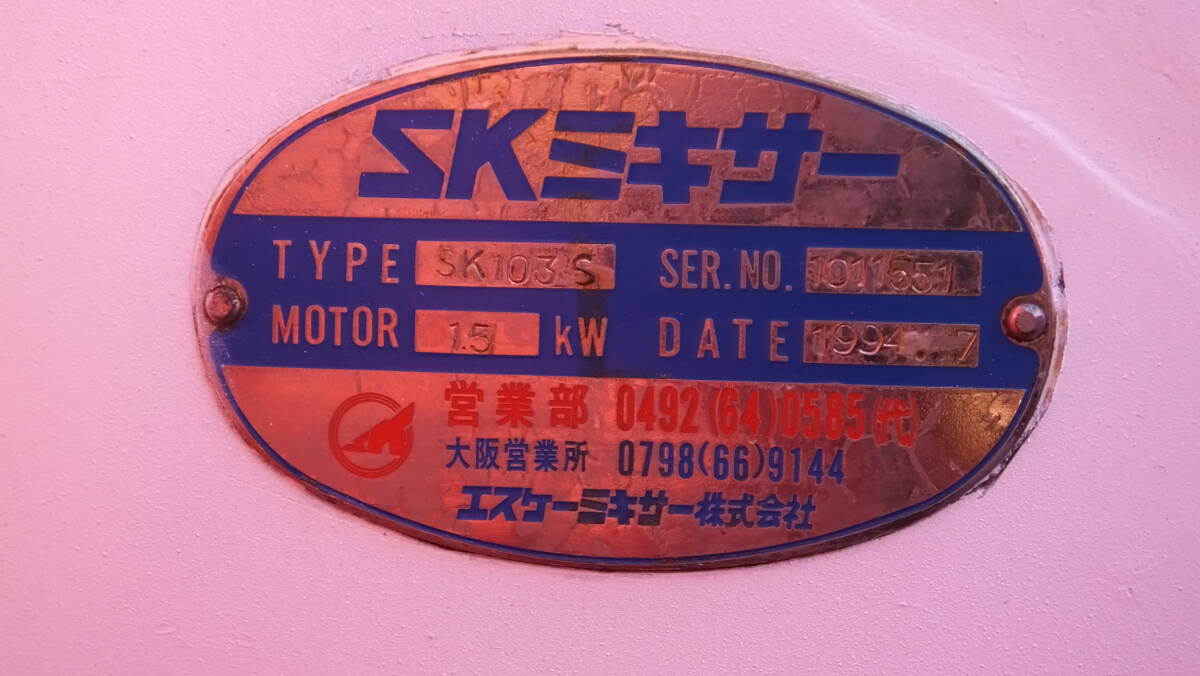 SKミキサー
TYPE SK103S SER.NO. 1011551
MOTOR 1.5 kW DATE 1994.7
営業部 0492(64)0585(代)
大阪営業所 0798(66)9144
エスケーミキサー株式会社